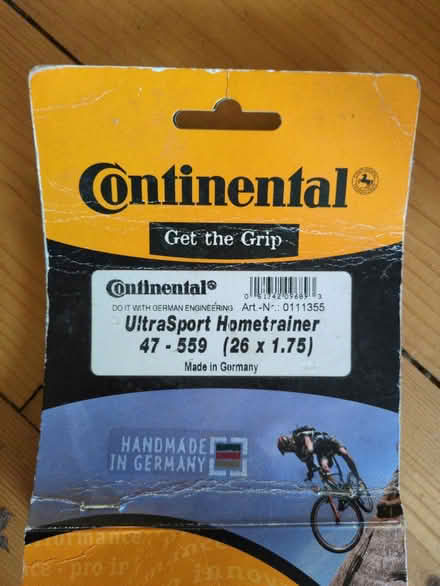 Continental
Get the Grip
Continental
DO IT WITH GERMAN ENGINEERING Art.-Nr.: 0111355
UltraSport Hometrainer
47 - 559 (26 x 1.75)
Made in Germany
HANDMADE
IN GERMANY